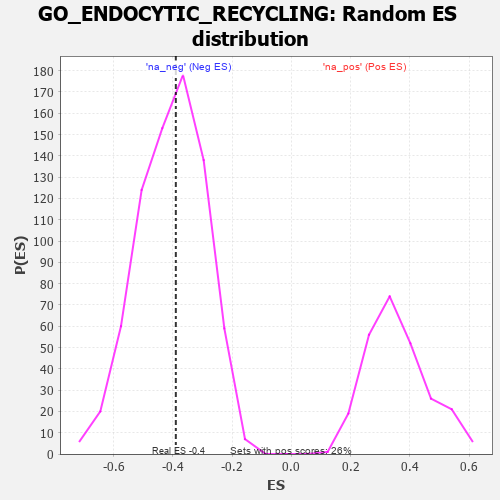 GO_ENDOCYTIC_RECYCLING: Random ES
distribution
'na_neg' (Neg ES) 'na_pos' (Pos ES)
180
170
160
150
140
130
120
110
100
90
80
70
60
50
40
30
20
10
0
P(ES)
Real ES -0.4 Sets with pos scores: 26%
-0.6 -0.4 -0.2 0.0 0.2 0.4 0.6
ES